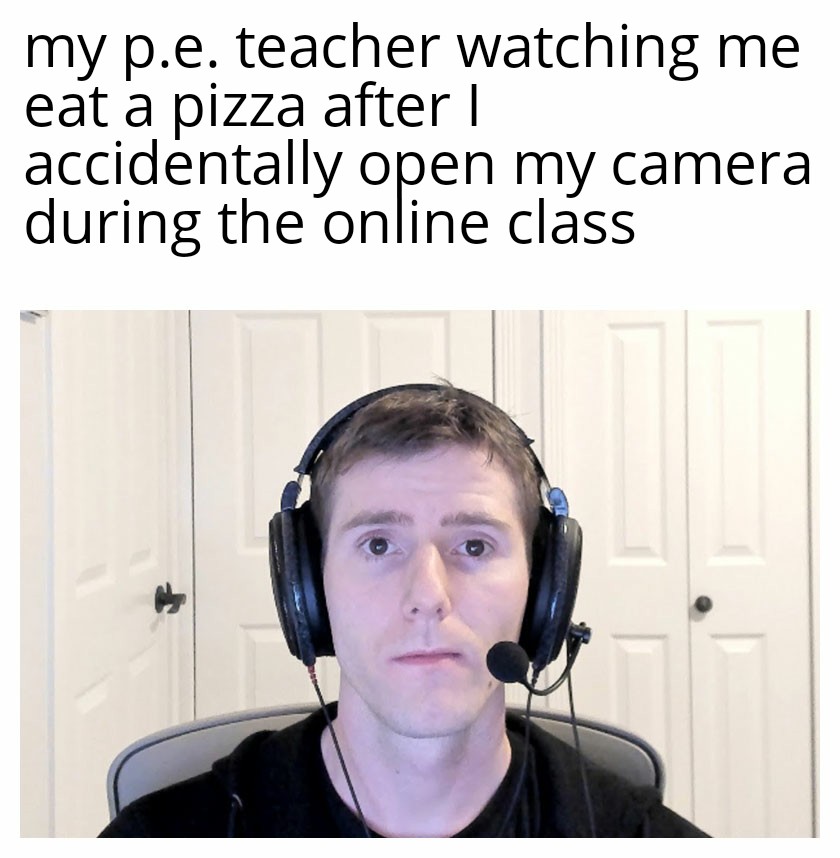 my p.e. teacher watching me
eat a pizza after I
accidentally open my camera
during the online class